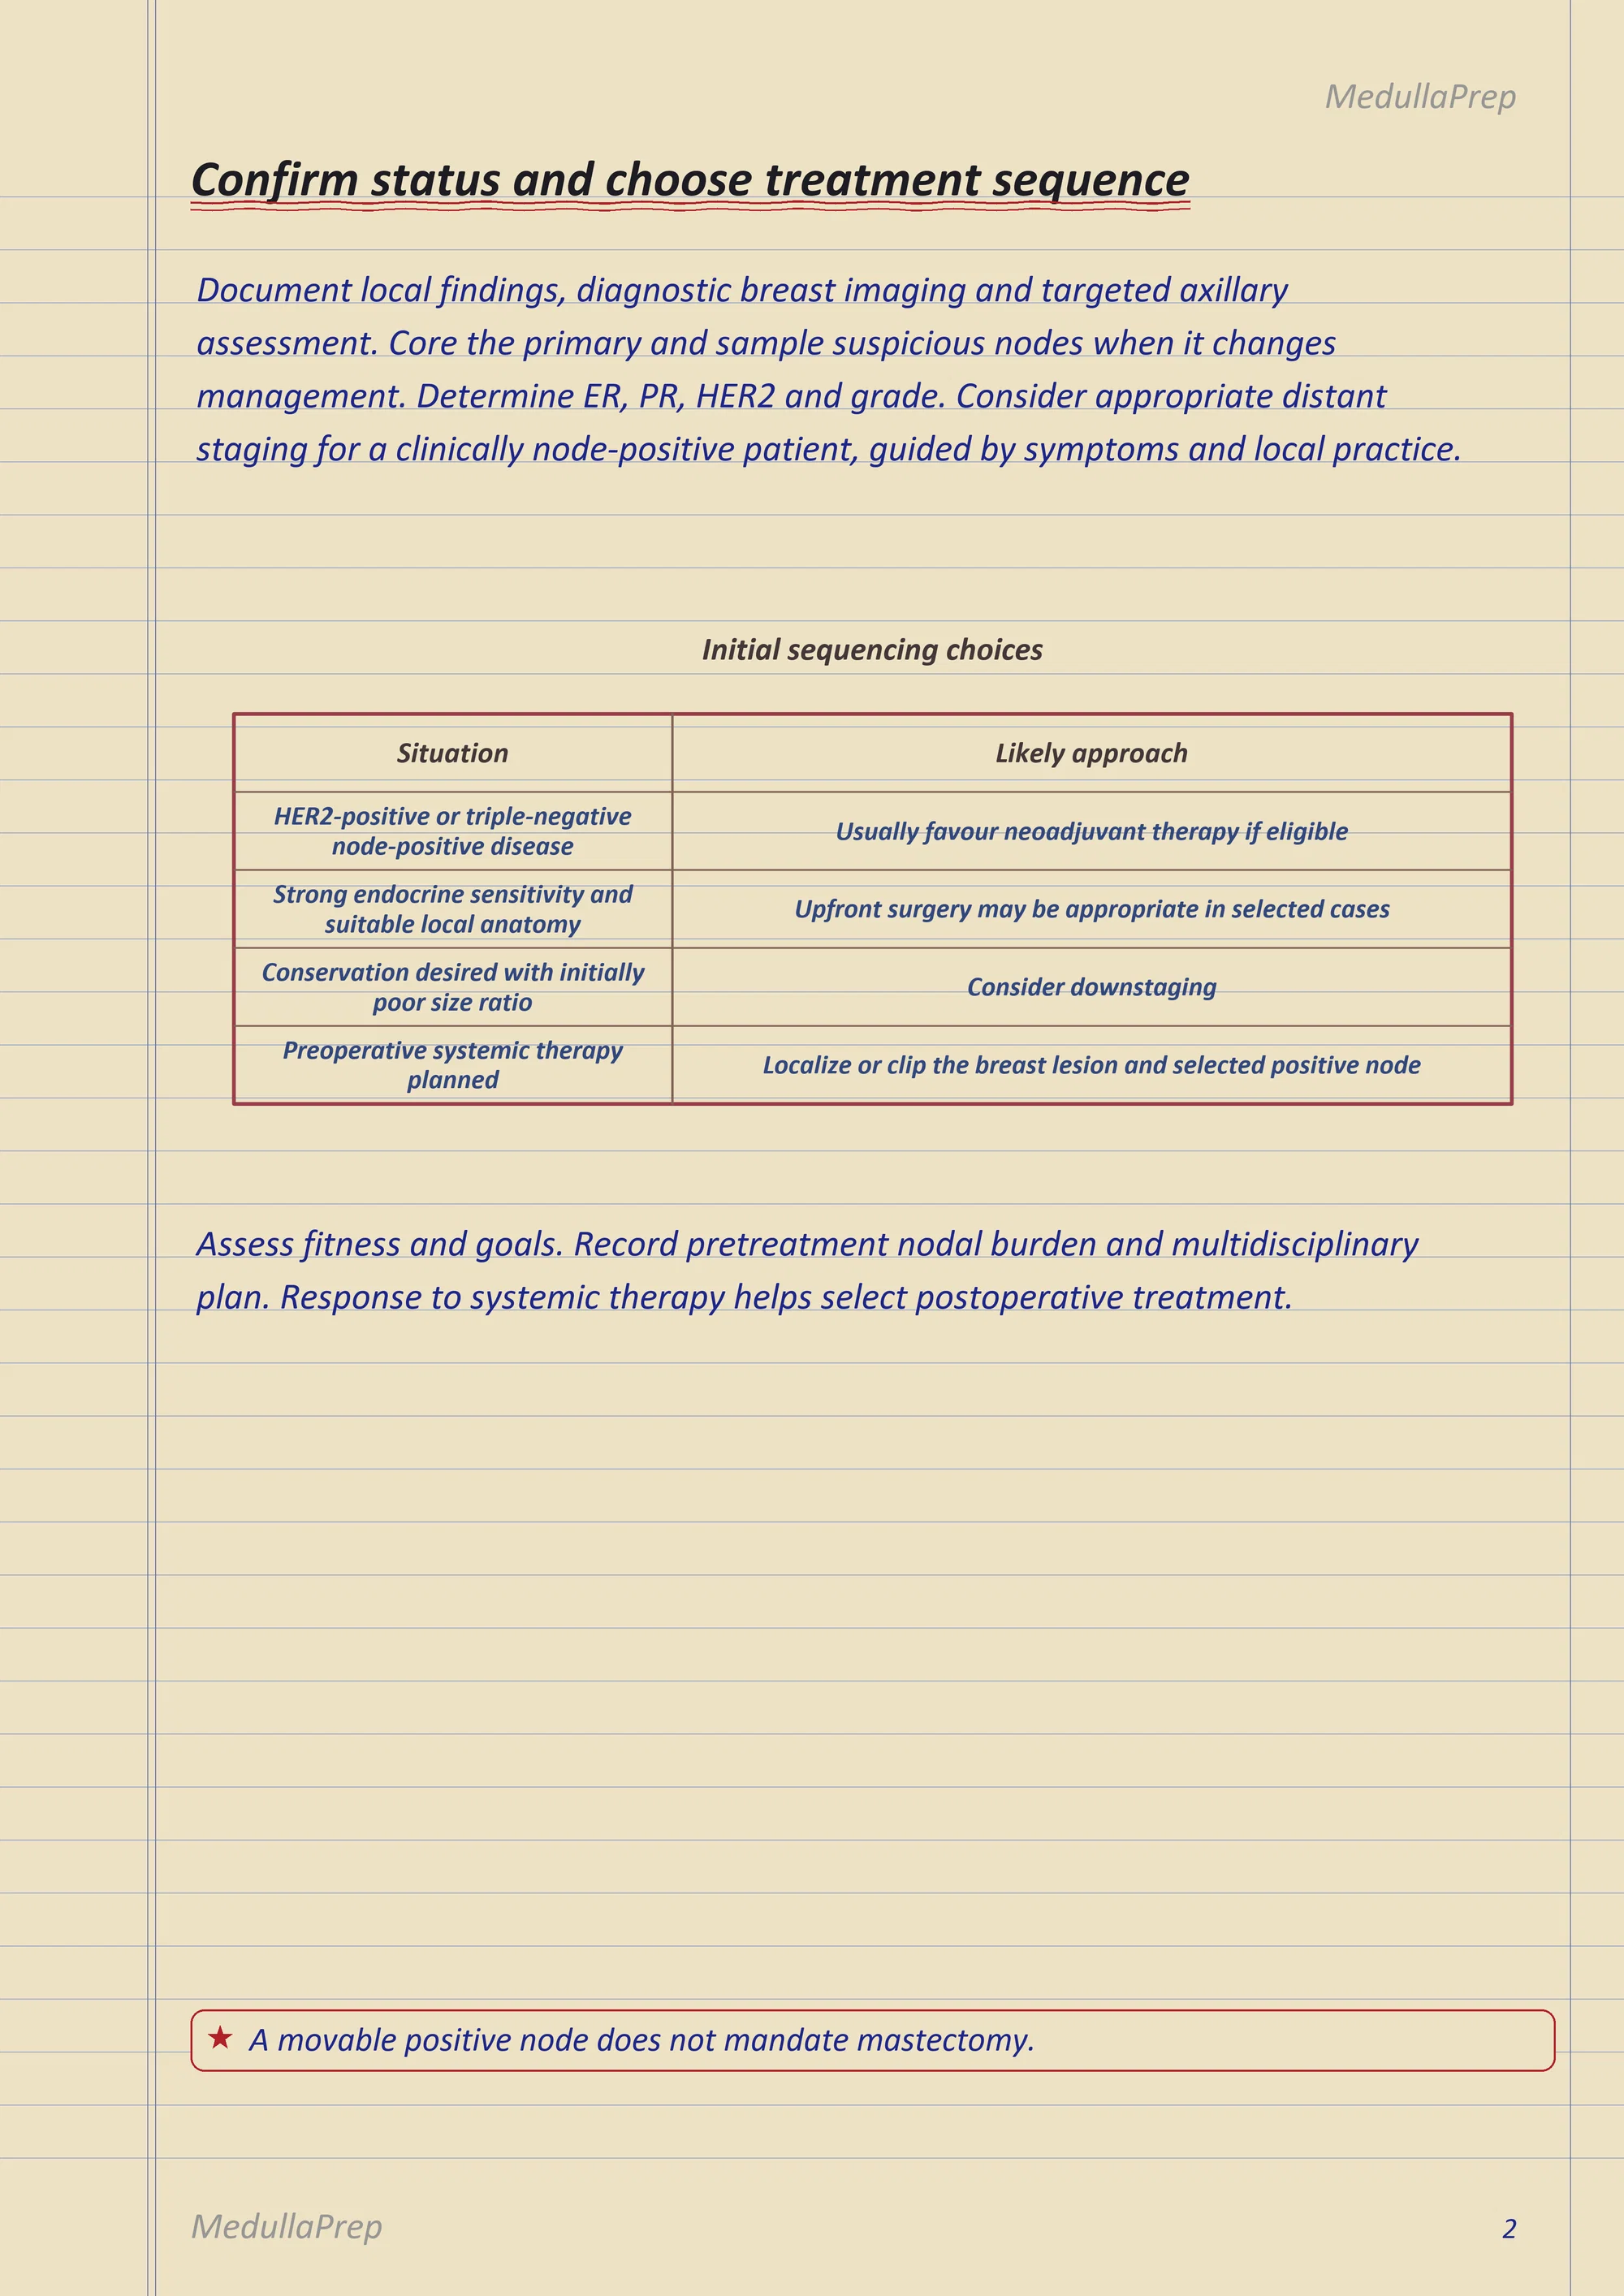 MedullaPrep
Confirm status and choose treatment sequence
Document local findings, diagnostic breast imaging and targeted axillary
assessment. Core the primary and sample suspicious nodes when it changes
management. Determine ER, PR, HER2 and grade. Consider appropriate distant
staging for a clinically node-positive patient, guided by symptoms and local practice.
Initial sequencing choices
Situation
Likely approach
HER2-positive or triple-negative
node-positive disease
Usually favour neoadjuvant therapy if eligible
Strong endocrine sensitivity and
suitable local anatomy
Upfront surgery may be appropriate in selected cases
Conservation desired with initially
poor size ratio
Consider downstaging
Preoperative systemic therapy
planned
Localize or clip the breast lesion and selected positive node
Assess fitness and goals. Record pretreatment nodal burden and multidisciplinary
plan. Response to systemic therapy helps select postoperative treatment.
★ A movable positive node does not mandate mastectomy.
MedullaPrep
2